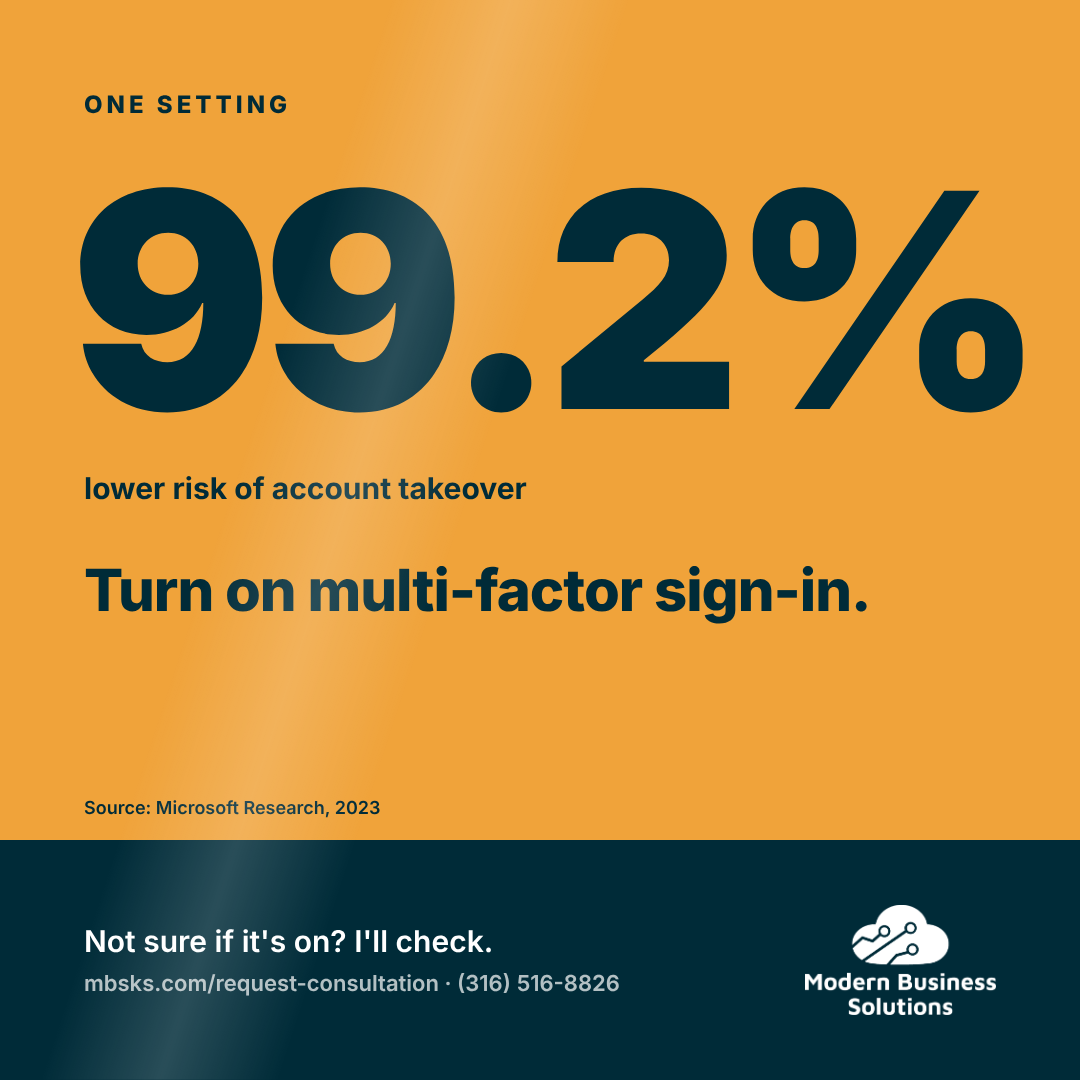 ONE SETTING
99.2%
lower risk of account takeover
Turn on multi-factor sign-in.
Source: Microsoft Research, 2023
Not sure if it's on? I'll check.
mbsks.com/request-consultation · (316) 516-8826
Modern Business
Solutions